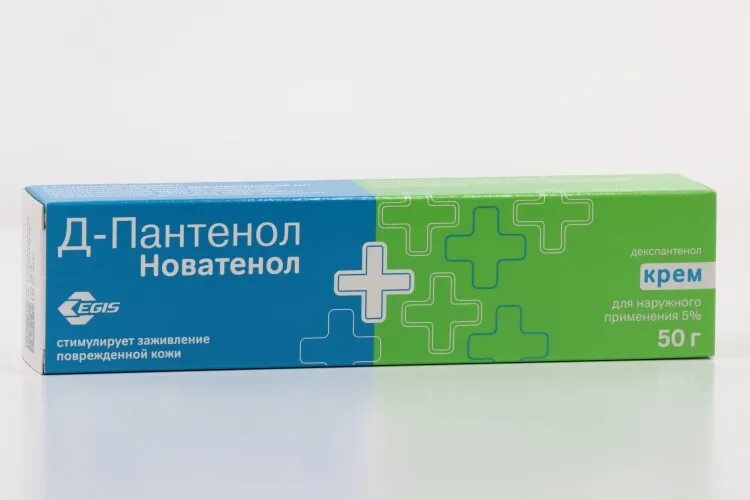 Д-Пантенол
Новатенол
EGIS
стимулирует заживление
поврежденной кожи
декспантенол
крем
для наружного
применения 5%
50 г